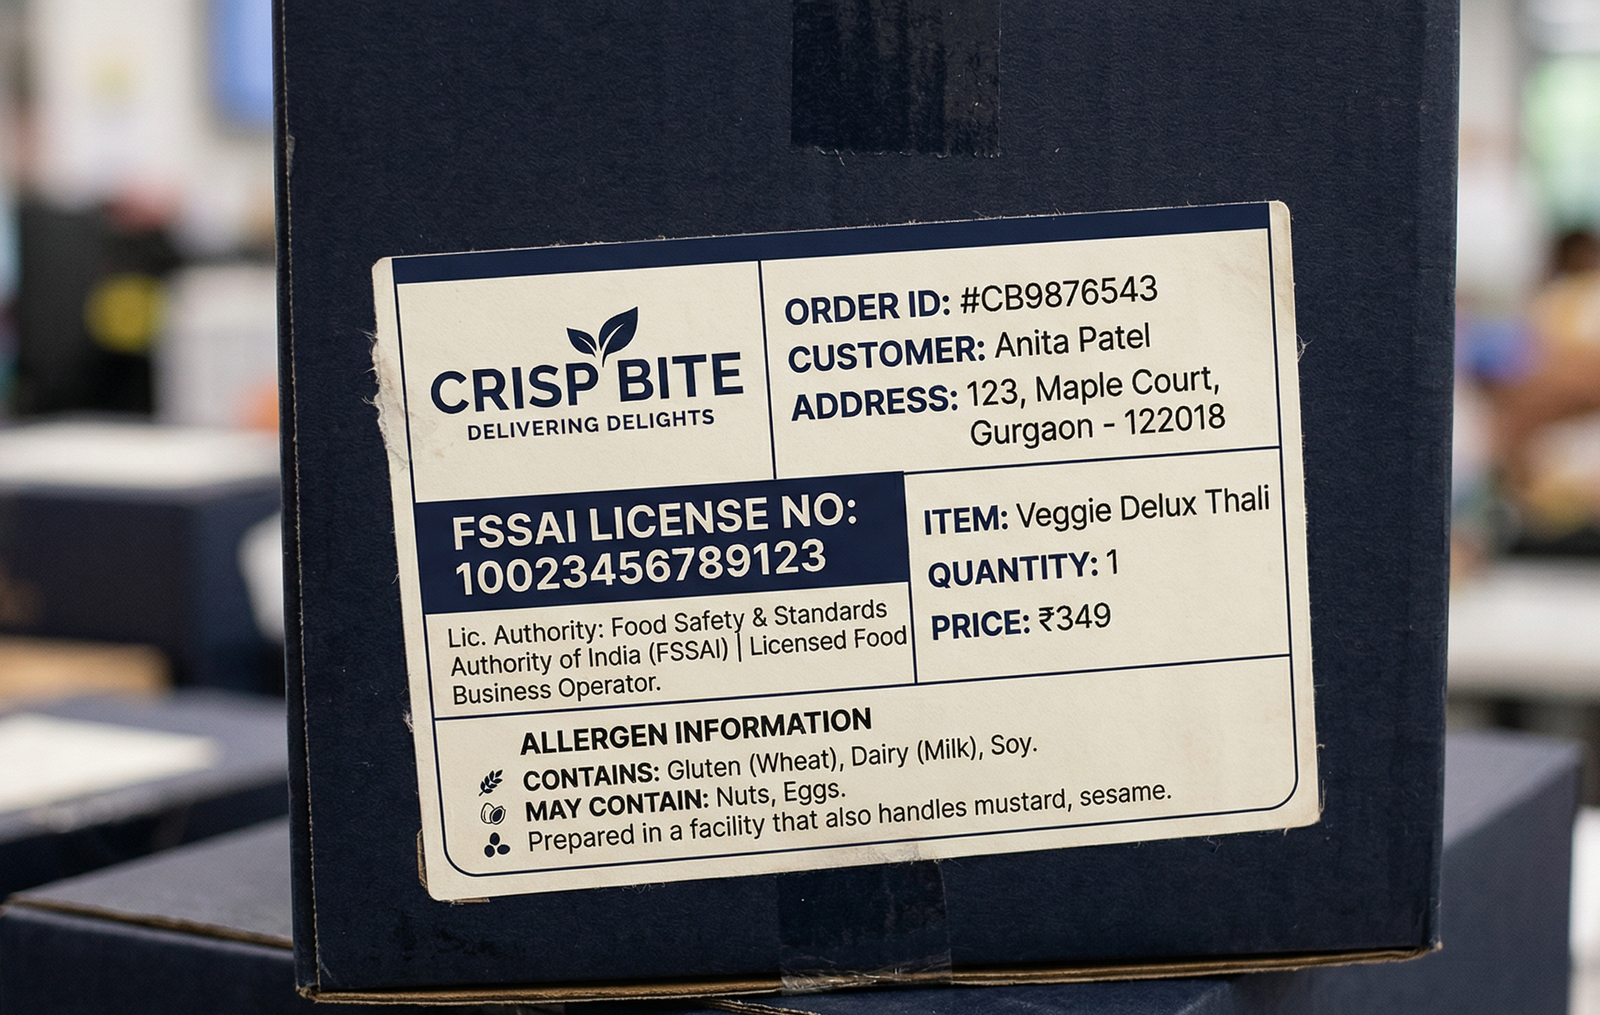 CRISP BITE
DELIVERING DELIGHTS
ORDER ID: #CB9876543
CUSTOMER: Anita Patel
ADDRESS: 123, Maple Court,
Gurgaon - 122018
FSSAI LICENSE NO:
10023456789123
Lic. Authority: Food Safety & Standards
Authority of India (FSSAI) | Licensed Food
Business Operator.
ITEM: Veggie Delux Thali
QUANTITY: 1
PRICE: ₹349
ALLERGEN INFORMATION
CONTAINS: Gluten (Wheat), Dairy (Milk), Soy.
MAY CONTAIN: Nuts, Eggs.
Prepared in a facility that also handles mustard, sesame.